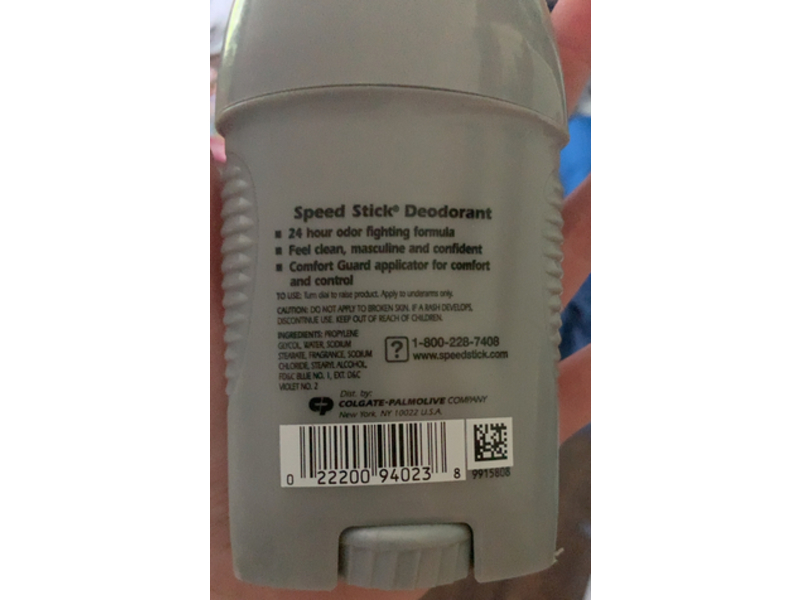 Speed Stick® Deodorant
■ 24 hour odor fighting formula
■ Feel clean, masculine and confident
■ Comfort Guard applicator for comfort
and control
TO USE: Turn dial to raise product. Apply to underarms only.
CAUTION: DO NOT APPLY TO BROKEN SKIN. IF A RASH DEVELOPS,
DISCONTINUE USE. KEEP OUT OF REACH OF CHILDREN.
INGREDIENTS: PROPYLENE
GLYCOL, WATER, SODIUM
STEARATE, FRAGRANCE, SODIUM
CHLORIDE, STEARYL ALCOHOL,
FD&C BLUE NO. 1, EXT. D&C
VIOLET NO. 2
? 1-800-228-7408
www.speedstick.com
Dist. by:
COLGATE-PALMOLIVE COMPANY
New York, NY 10022 U.S.A.
0 22200 94023 8
9915808